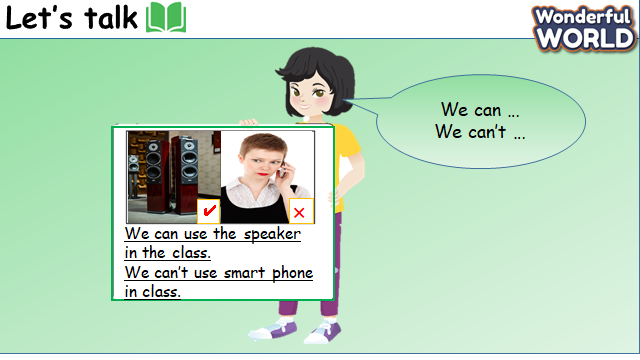 Let's talk
Wonderful
WORLD
We can ...
We can't ...
We can use the speaker
in the class.
We can't use smart phone
in class.